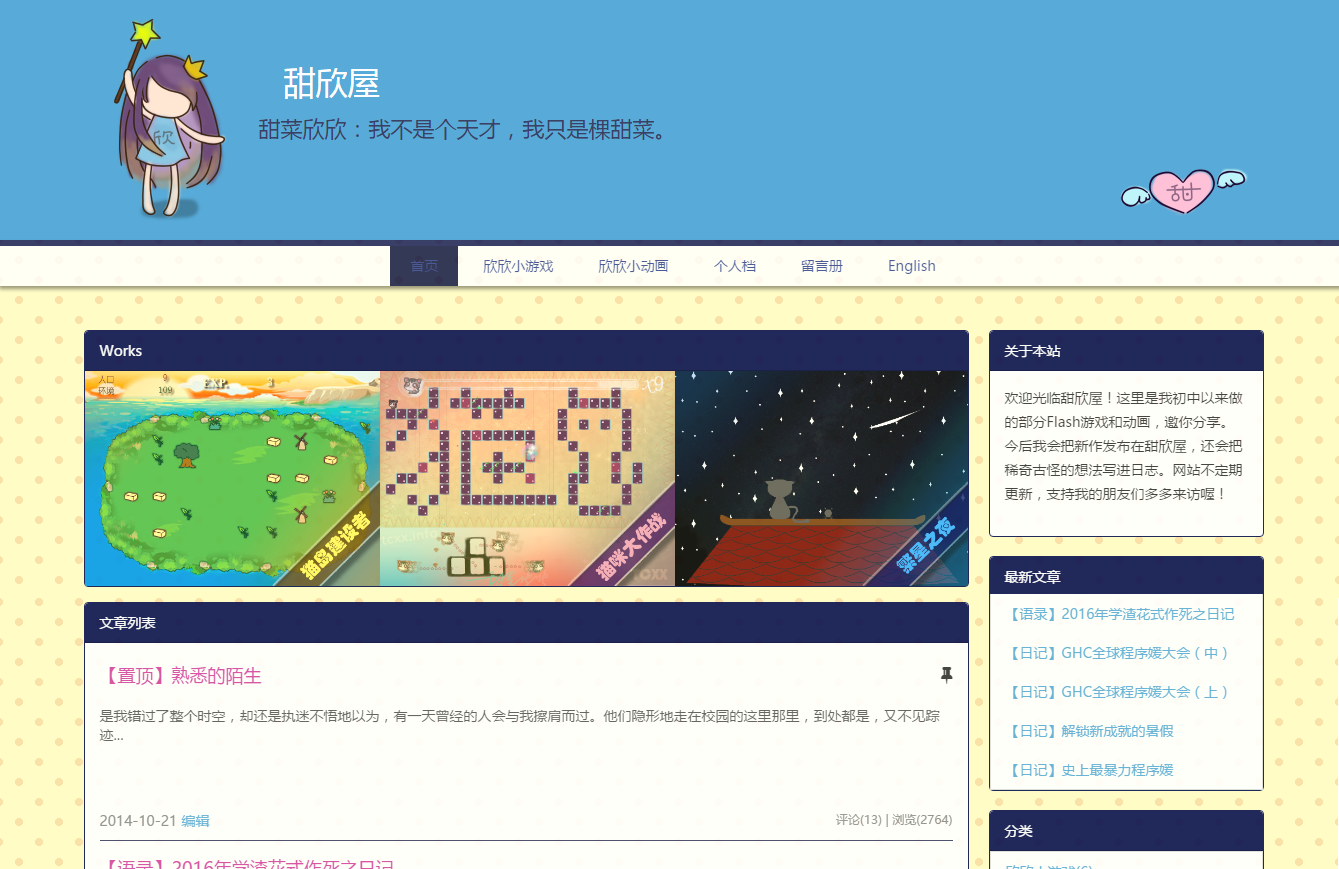 甜欣屋
甜菜欣欣：我不是个天才，我只是棵甜菜。
欣
甜
首页
欣欣小游戏
欣欣小动画
个人档
留言册
English
Works
人口
9
EXP.
3
环境
109
x9
猫岛建设者
猫咪大作战
繁星之夜
文章列表
【置顶】熟悉的陌生
是我错过了整个时空，却还是执迷不悟地以为，有一天曾经的人会与我擦肩而过。他们隐形地走在校园的这里那里，到处都是，又不见踪
迹...
2014-10-21 编辑
评论(13) | 浏览(2764)
【语录】2016年学渣花式作死之日记
关于本站
欢迎光临甜欣屋！这里是我初中以来做
的部分Flash游戏和动画，邀你分享。
今后我会把新作发布在甜欣屋，还会把
稀奇古怪的想法写进日志。网站不定期
更新，支持我的朋友们多多来访喔！
最新文章
【语录】2016年学渣花式作死之日记
【日记】GHC全球程序媛大会（中）
【日记】GHC全球程序媛大会（上）
【日记】解锁新成就的暑假
【日记】史上最暴力程序媛
分类